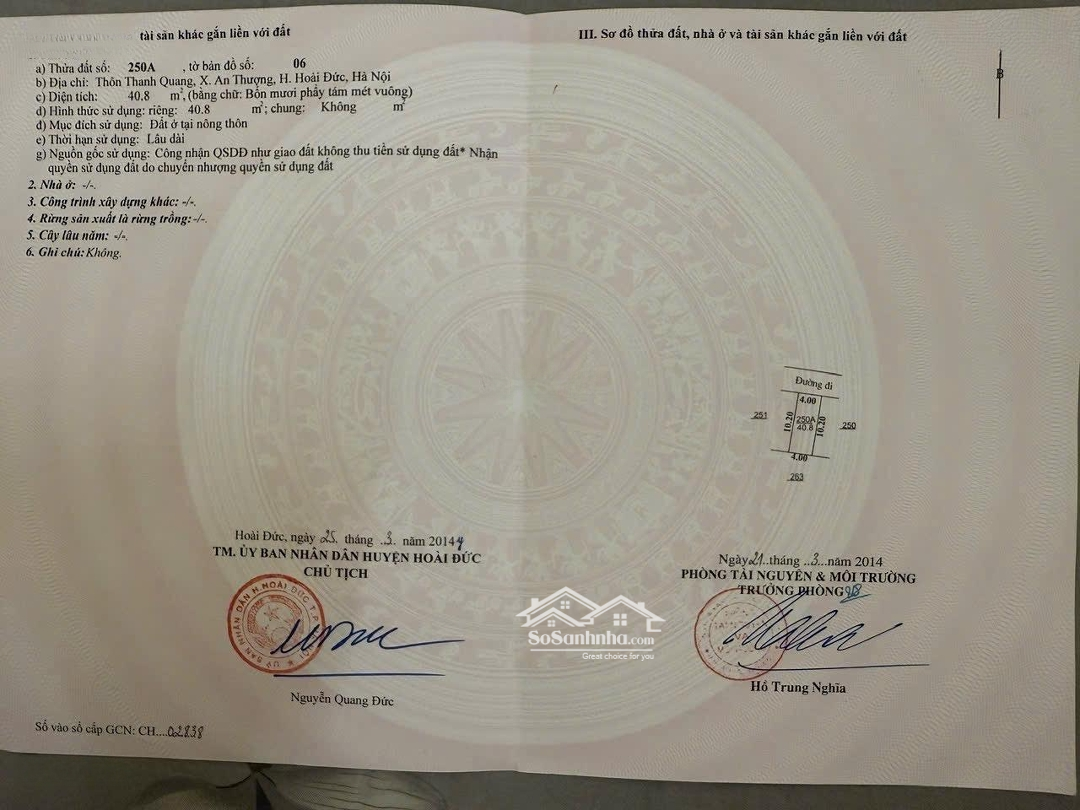 tài sản khác gắn liền với đất
a) Thửa đất số: 250A , tờ bản đồ số: 06
b) Địa chỉ: Thôn Thanh Quang, X. An Thượng, H. Hoài Đức, Hà Nội
c) Diện tích: 40.8 m², (bằng chữ: Bốn mươi phẩy tám mét vuông)
d) Hình thức sử dụng: riêng: 40.8 m²; chung: Không m²
đ) Mục đích sử dụng: Đất ở tại nông thôn
e) Thời hạn sử dụng: Lâu dài
g) Nguồn gốc sử dụng: Công nhận QSDĐ như giao đất không thu tiền sử dụng đất* Nhận
quyền sử dụng đất do chuyển nhượng quyền sử dụng đất
2. Nhà ở: -/-.
3. Công trình xây dựng khác: -/-.
4. Rừng sản xuất là rừng trồng: -/-.
5. Cây lâu năm: -/-.
6. Ghi chú: Không.
Hoài Đức, ngày 25. tháng ..3. năm 2014
TM. ỦY BAN NHÂN DÂN HUYỆN HOÀI ĐỨC
CHỦ TỊCH
ỦY BAN NHÂN DÂN H. HOÀI ĐỨC T.P
Nguyễn Quang Đức
Số vào sổ cấp GCN: CH....02838
III. Sơ đồ thửa đất, nhà ở và tài sản khác gắn liền với đất
B
Đường đi
4.00
251
10.20
250A
40.8
10.20
250
4.00
263
Ngày 21..tháng ..3...năm 2014
PHÒNG TÀI NGUYÊN & MÔI TRƯỜNG
TRƯỞNG PHÒNG
Hồ Trung Nghĩa
SoSanhnha.com
Great choice for you